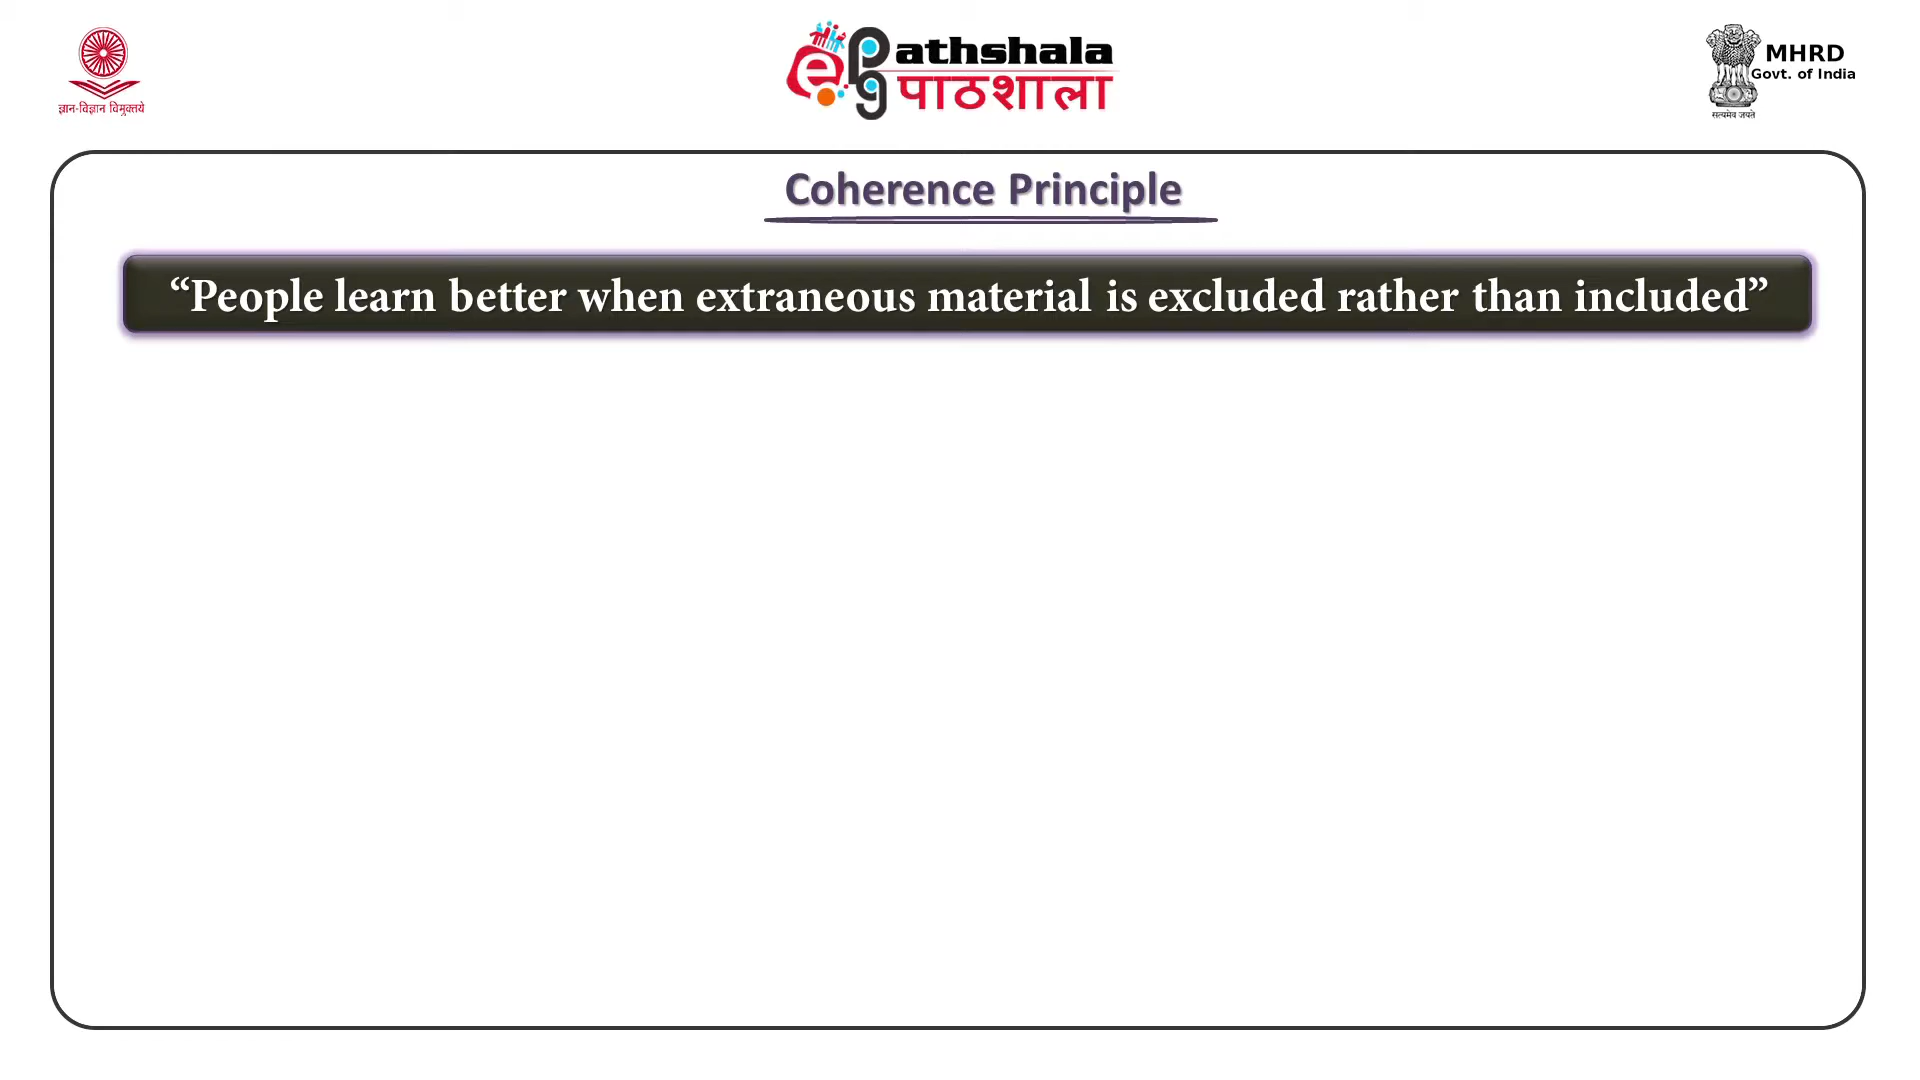 ePGathshala
पाठशाला
MHRD
Govt. of India
ज्ञान-विज्ञान विमुक्तये
सत्यमेव जयते
Coherence Principle
“People learn better when extraneous material is excluded rather than included”